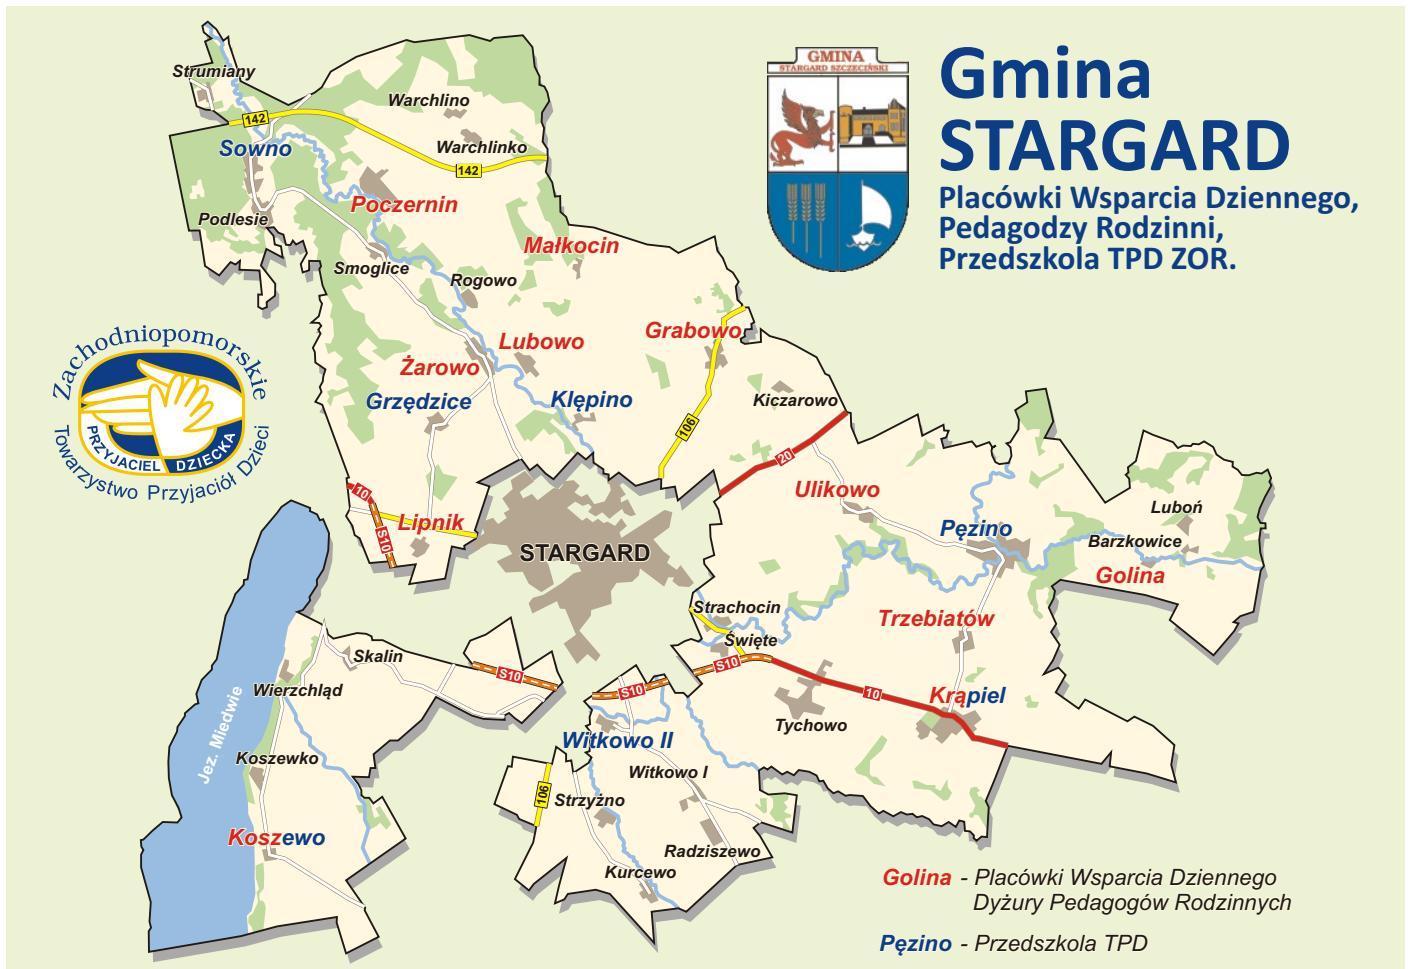 GMINA
STARGARD SZCZECIŃSKI
Gmina
STARGARD
Placówki Wsparcia Dziennego,
Pedagodzy Rodzinni,
Przedszkola TPD ZOR.
Strumiany
Warchlino
142
Sowno
Warchlinko
142
Poczernin
Podlesie
Małkocin
Smoglice
Rogowo
Grabowo
Lubowo
Żarowo
Grzędzice
Klępino
Kiczarowo
106
20
Zachodniopomorskie
PRZYJACIEL DZIECKA
Towarzystwo Przyjaciół Dzieci
10
Ulikowo
Luboń
Lipnik
S10
Pęzino
Barzkowice
STARGARD
Golina
Strachocin
Trzebiatów
Święte
Skalin
S10
S10
S10
10
Wierzchląd
Krąpiel
Jez. Miedwie
Tychowo
Witkowo II
Koszewko
Witkowo I
106
Strzyżno
Koszewo
Radziszewo
Kurcewo
Golina - Placówki Wsparcia Dziennego
Dyżury Pedagogów Rodzinnych
Pęzino - Przedszkola TPD